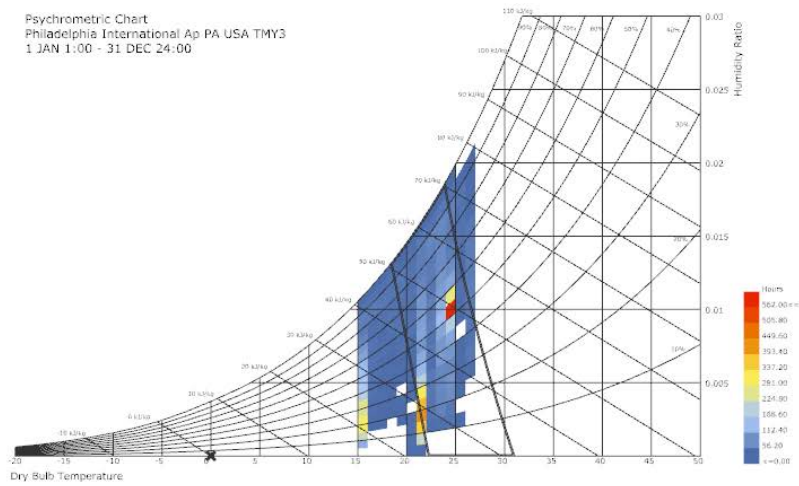 Psychrometric Chart
Philadelphia International Ap PA USA TMY3
1 JAN 1:00 - 31 DEC 24:00
110 kJ/kg
100 kJ/kg
90 kJ/kg
80 kJ/kg
70 kJ/kg
60 kJ/kg
50 kJ/kg
40 kJ/kg
30 kJ/kg
20 kJ/kg
10 kJ/kg
0 kJ/kg
-10 kJ/kg
70%
60%
50%
40%
30%
20%
10%
0.03
0.025
0.02
0.015
0.01
0.005
Humidity Ratio
-20 -15 -10 -5 0 5 10 15 20 25 30 35 40 45 50
Dry Bulb Temperature
Hours
562.00<=
505.80
449.60
393.40
337.20
281.00
224.80
168.60
112.40
56.20
<=0.00